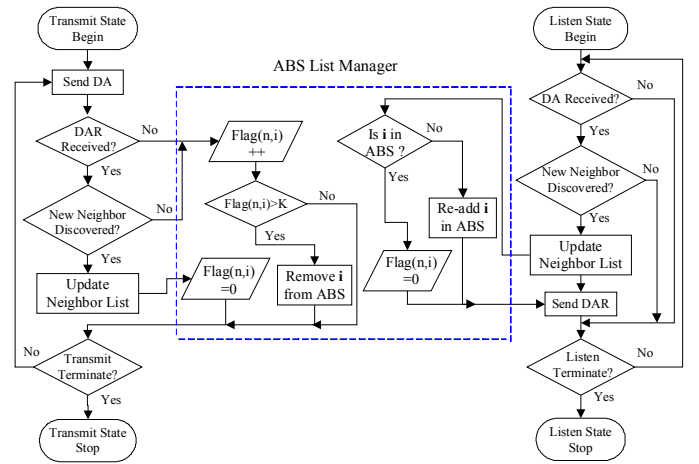 Transmit State
Begin
Send DA
DAR
Received?
No
Yes
New Neighbor
Discovered?
No
Yes
Update
Neighbor List
No
Transmit
Terminate?
Yes
Transmit State
Stop
ABS List Manager
Flag(n,i)
++
Flag(n,i)>K
No
Yes
Flag(n,i)
=0
Remove i
from ABS
Is i in
ABS ?
No
Yes
Re-add i
in ABS
Flag(n,i)
=0
Listen State
Begin
DA Received?
No
Yes
New Neighbor
Discovered?
No
Yes
Update
Neighbor List
Send DAR
Listen
Terminate?
No
Yes
Listen State
Stop